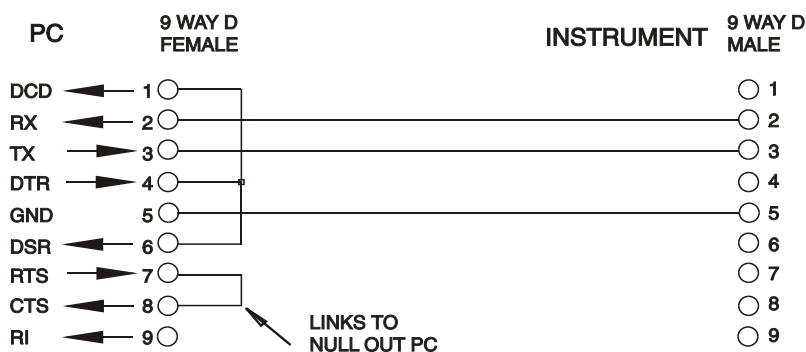 PC
9 WAY D
FEMALE
INSTRUMENT
9 WAY D
MALE
DCD 1 1
RX 2 2
TX 3 3
DTR 4 4
GND 5 5
DSR 6 6
RTS 7 7
CTS 8 8
RI 9 9
LINKS TO
NULL OUT PC